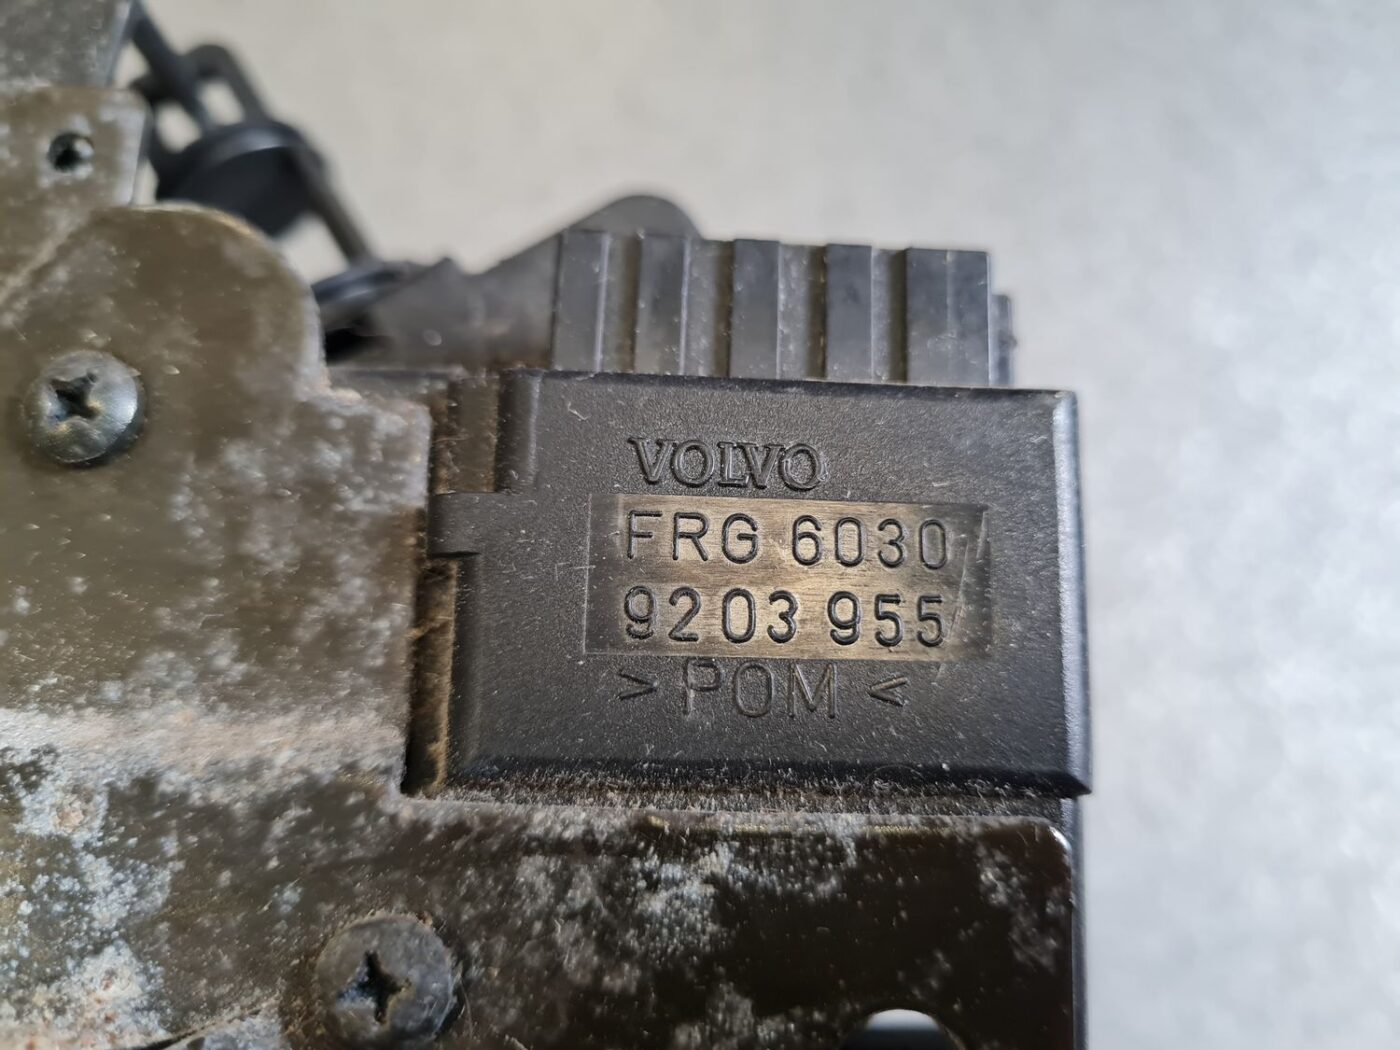 VOLVO
FRG 6030
9203 955
> POM <